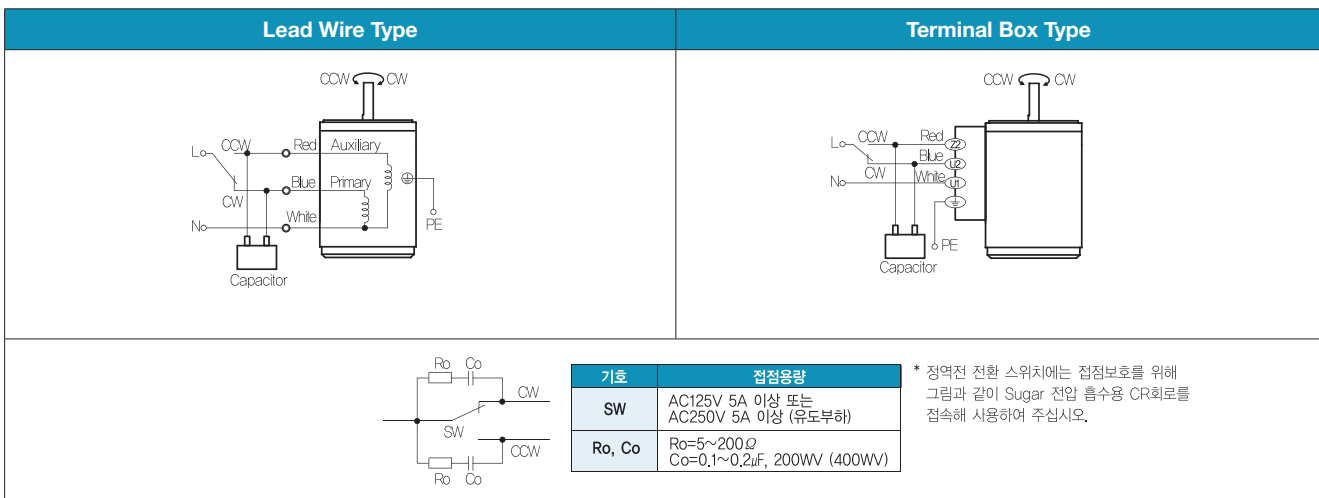 Lead Wire Type
Terminal Box Type
CCW CW
L CCW Red Auxiliary
Blue Primary
CW
N White
PE
Capacitor
CCW CW
L CCW Red Z2
Blue U2
CW
N White U1
PE
Capacitor
Ro Co
CW
SW
CCW
Ro Co
기호 접점용량
SW AC125V 5A 이상 또는
AC250V 5A 이상 (유도부하)
Ro, Co Ro=5~200Ω
Co=0.1~0.2μF, 200WV (400WV)
* 정역전 전환 스위치에는 접점보호를 위해
그림과 같이 Sugar 전압 흡수용 CR회로를
접속해 사용하여 주십시오.